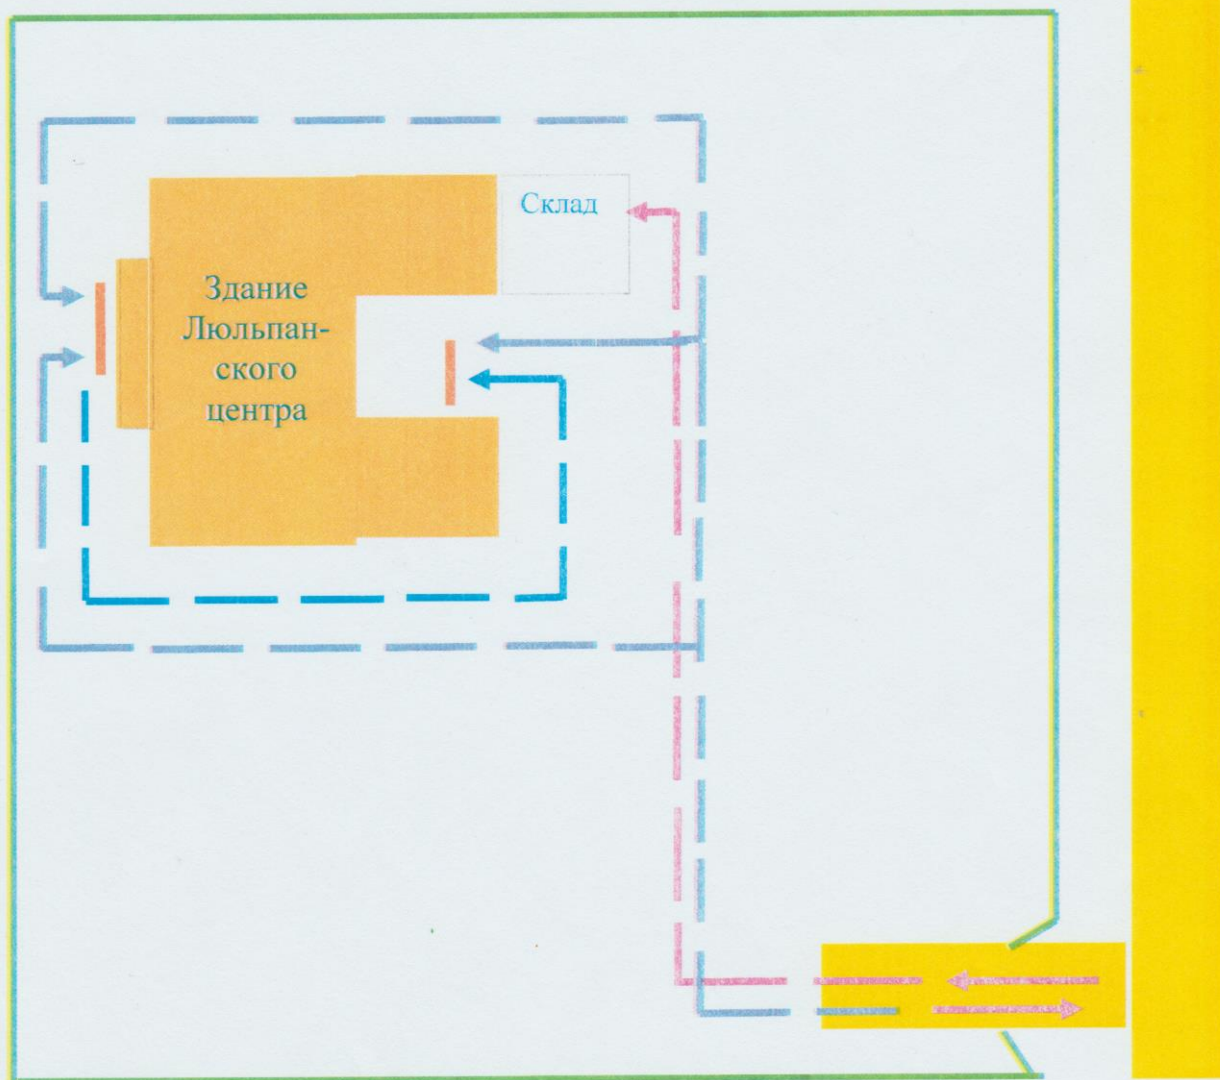 Склад
Здание
Люльпан-
ского
центра